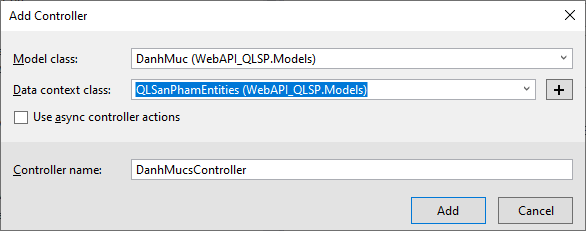 Add Controller
Model class: DanhMuc (WebAPI_QLSP.Models)
Data context class: QLSanPhamEntities (WebAPI_QLSP.Models) +
Use async controller actions
Controller name: DanhMucsController
Add Cancel